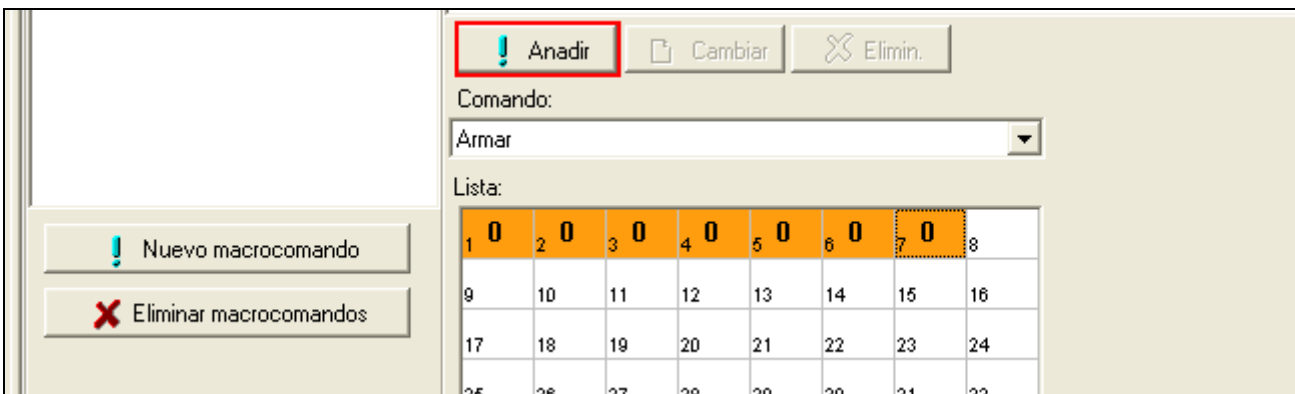 Anadir Cambiar Elimin.
Comando:
Armar
Lista:
1 0 2 0 3 0 4 0 5 0 6 0 7 0 8
Nuevo macrocomando
9 10 11 12 13 14 15 16
Eliminar macrocomandos
17 18 19 20 21 22 23 24